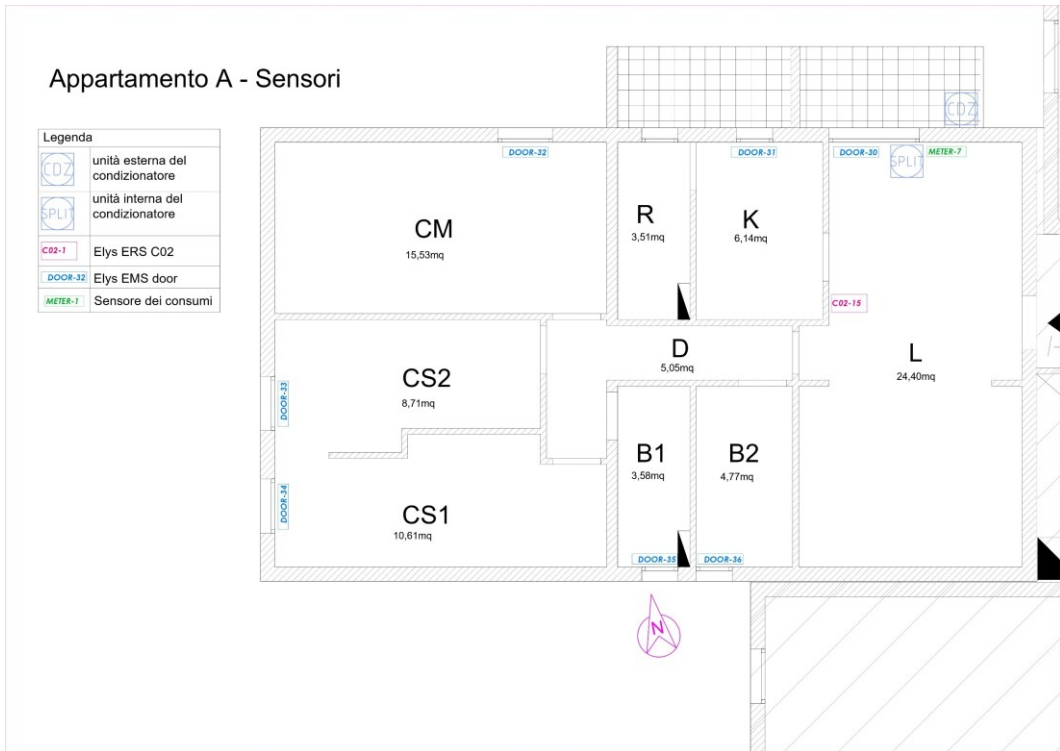 Appartamento A - Sensori
Legenda
CDZ
unità esterna del
condizionatore
SPLIT
unità interna del
condizionatore
C02-1
Elys ERS C02
DOOR-32
Elys EMS door
METER-1
Sensore dei consumi
CDZ
DOOR-32
DOOR-31
DOOR-30
SPLIT
METER-7
CM
15,53mq
R
3,51mq
K
6,14mq
C02-15
D
5,05mq
L
24,40mq
CS2
8,71mq
DOOR-33
B1
3,58mq
B2
4,77mq
CS1
10,61mq
DOOR-34
DOOR-35
DOOR-36
N